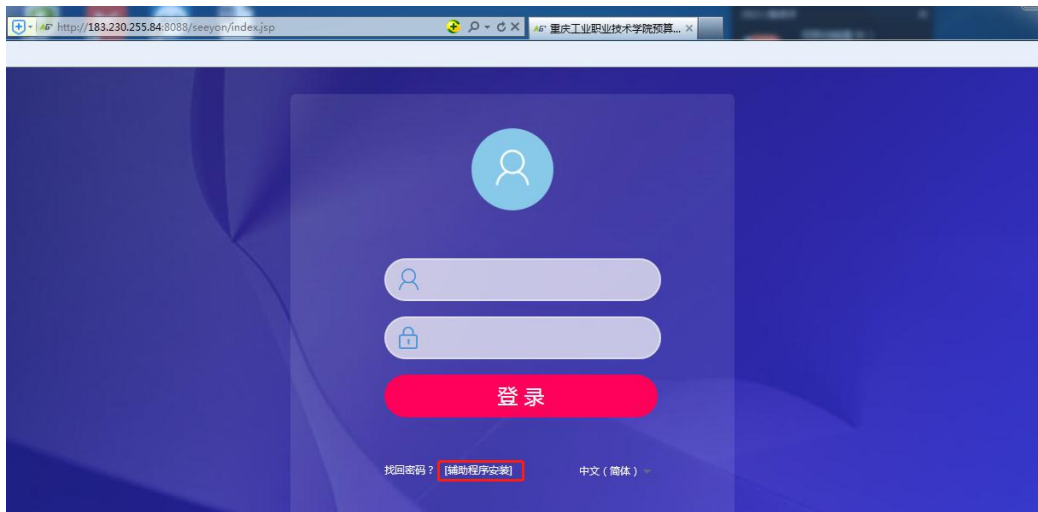 http://183.230.255.84:8088/seeyon/index.jsp
重庆工业职业技术学院预算...
登录
找回密码？ [辅助程序安装] 中文（简体）